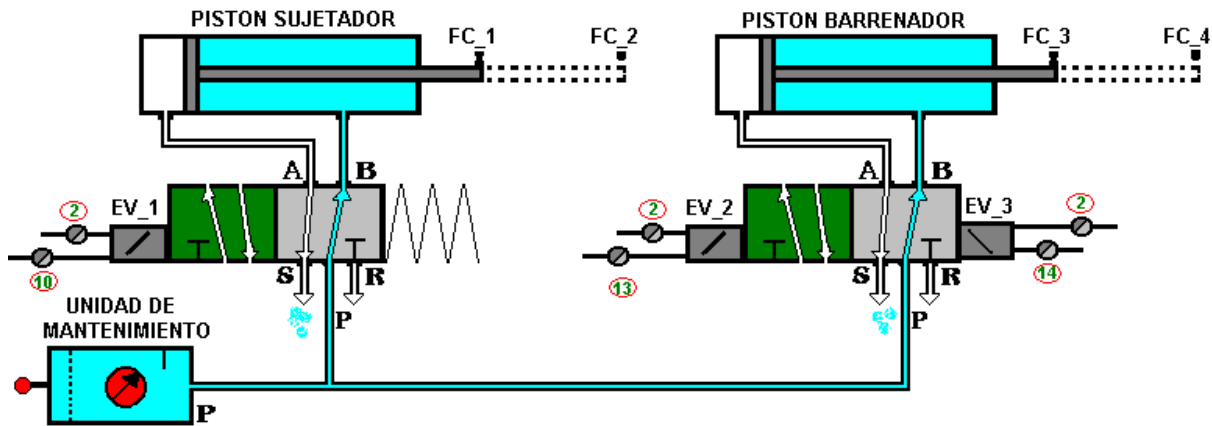 PISTON SUJETADOR
PISTON BARRENADOR
FC_1
FC_2
FC_3
FC_4
A
B
A
B
2
EV_1
2
EV_2
EV_3
2
10
S
R
13
S
R
14
P
P
UNIDAD DE
MANTENIMIENTO
P